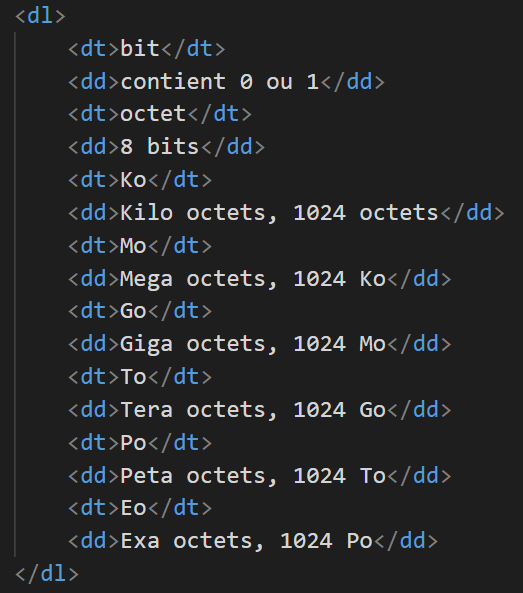 <dl>
<dt>bit</dt>
<dd>contient 0 ou 1</dd>
<dt>octet</dt>
<dd>8 bits</dd>
<dt>Ko</dt>
<dd>Kilo octets, 1024 octets</dd>
<dt>Mo</dt>
<dd>Mega octets, 1024 Ko</dd>
<dt>Go</dt>
<dd>Giga octets, 1024 Mo</dd>
<dt>To</dt>
<dd>Tera octets, 1024 Go</dd>
<dt>Po</dt>
<dd>Peta octets, 1024 To</dd>
<dt>Eo</dt>
<dd>Exa octets, 1024 Po</dd>
</dl>